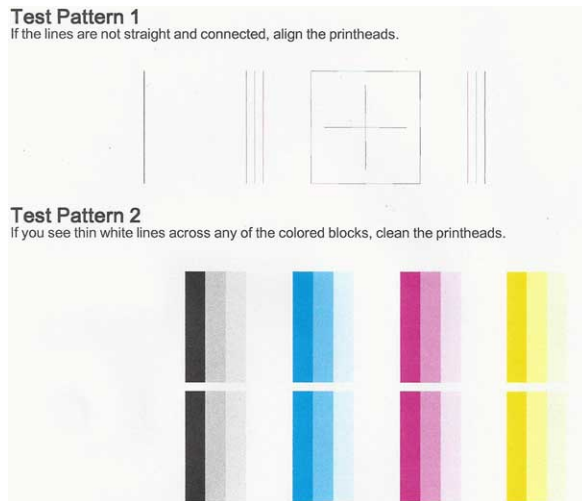 Test Pattern 1
If the lines are not straight and connected, align the printheads.
Test Pattern 2
If you see thin white lines across any of the colored blocks, clean the printheads.